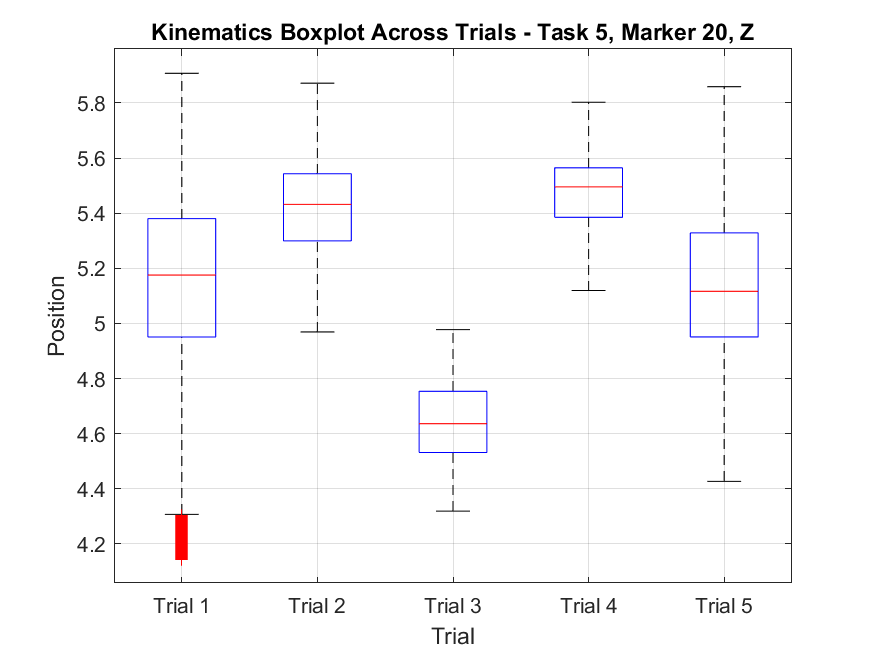 Kinematics Boxplot Across Trials - Task 5, Marker 20, Z
Position
5.8
5.6
5.4
5.2
5
4.8
4.6
4.4
4.2
Trial 1 Trial 2 Trial 3 Trial 4 Trial 5
Trial